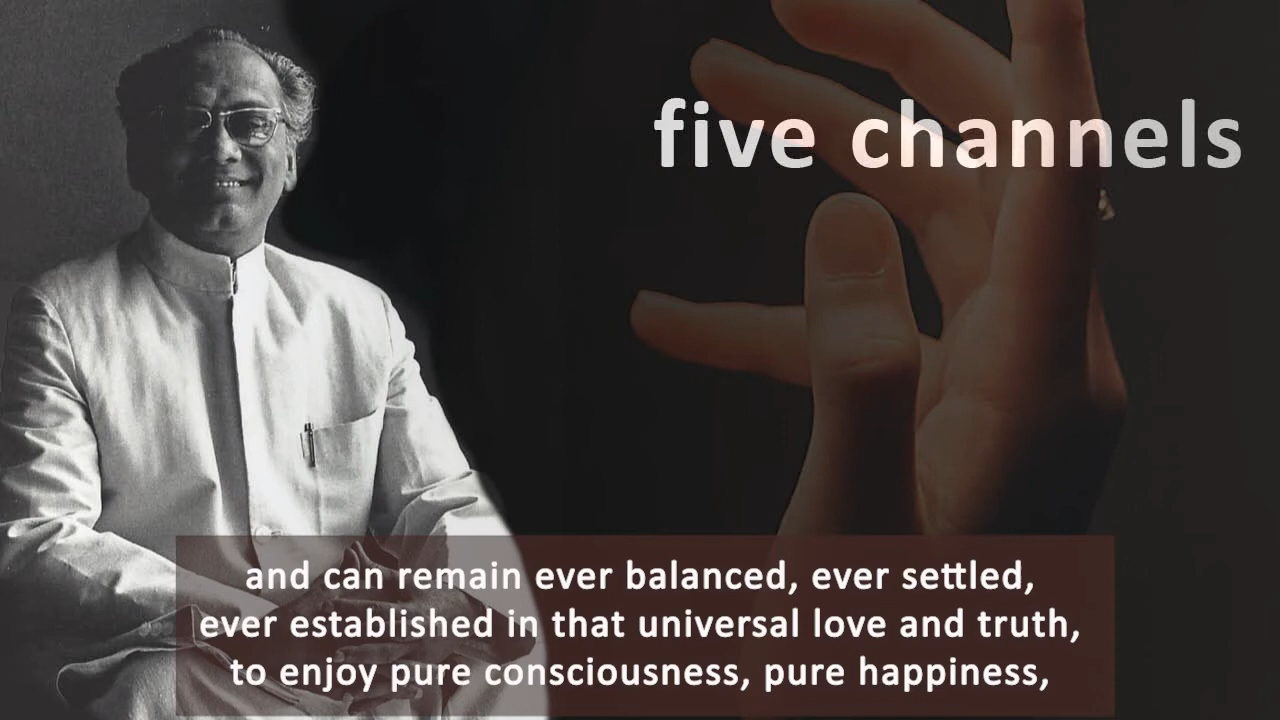 five channels
and can remain ever balanced, ever settled,
ever established in that universal love and truth,
to enjoy pure consciousness, pure happiness,